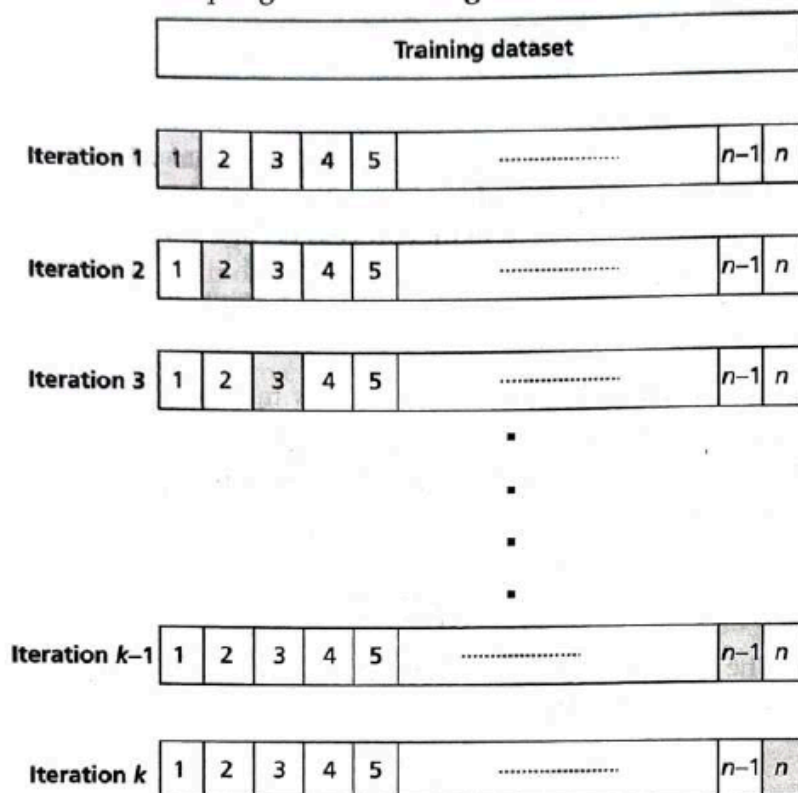 Training dataset
Iteration 1 1 2 3 4 5 .................... n–1 n
Iteration 2 1 2 3 4 5 .................... n–1 n
Iteration 3 1 2 3 4 5 .................... n–1 n
Iteration k–1 1 2 3 4 5 .................... n–1 n
Iteration k 1 2 3 4 5 .................... n–1 n